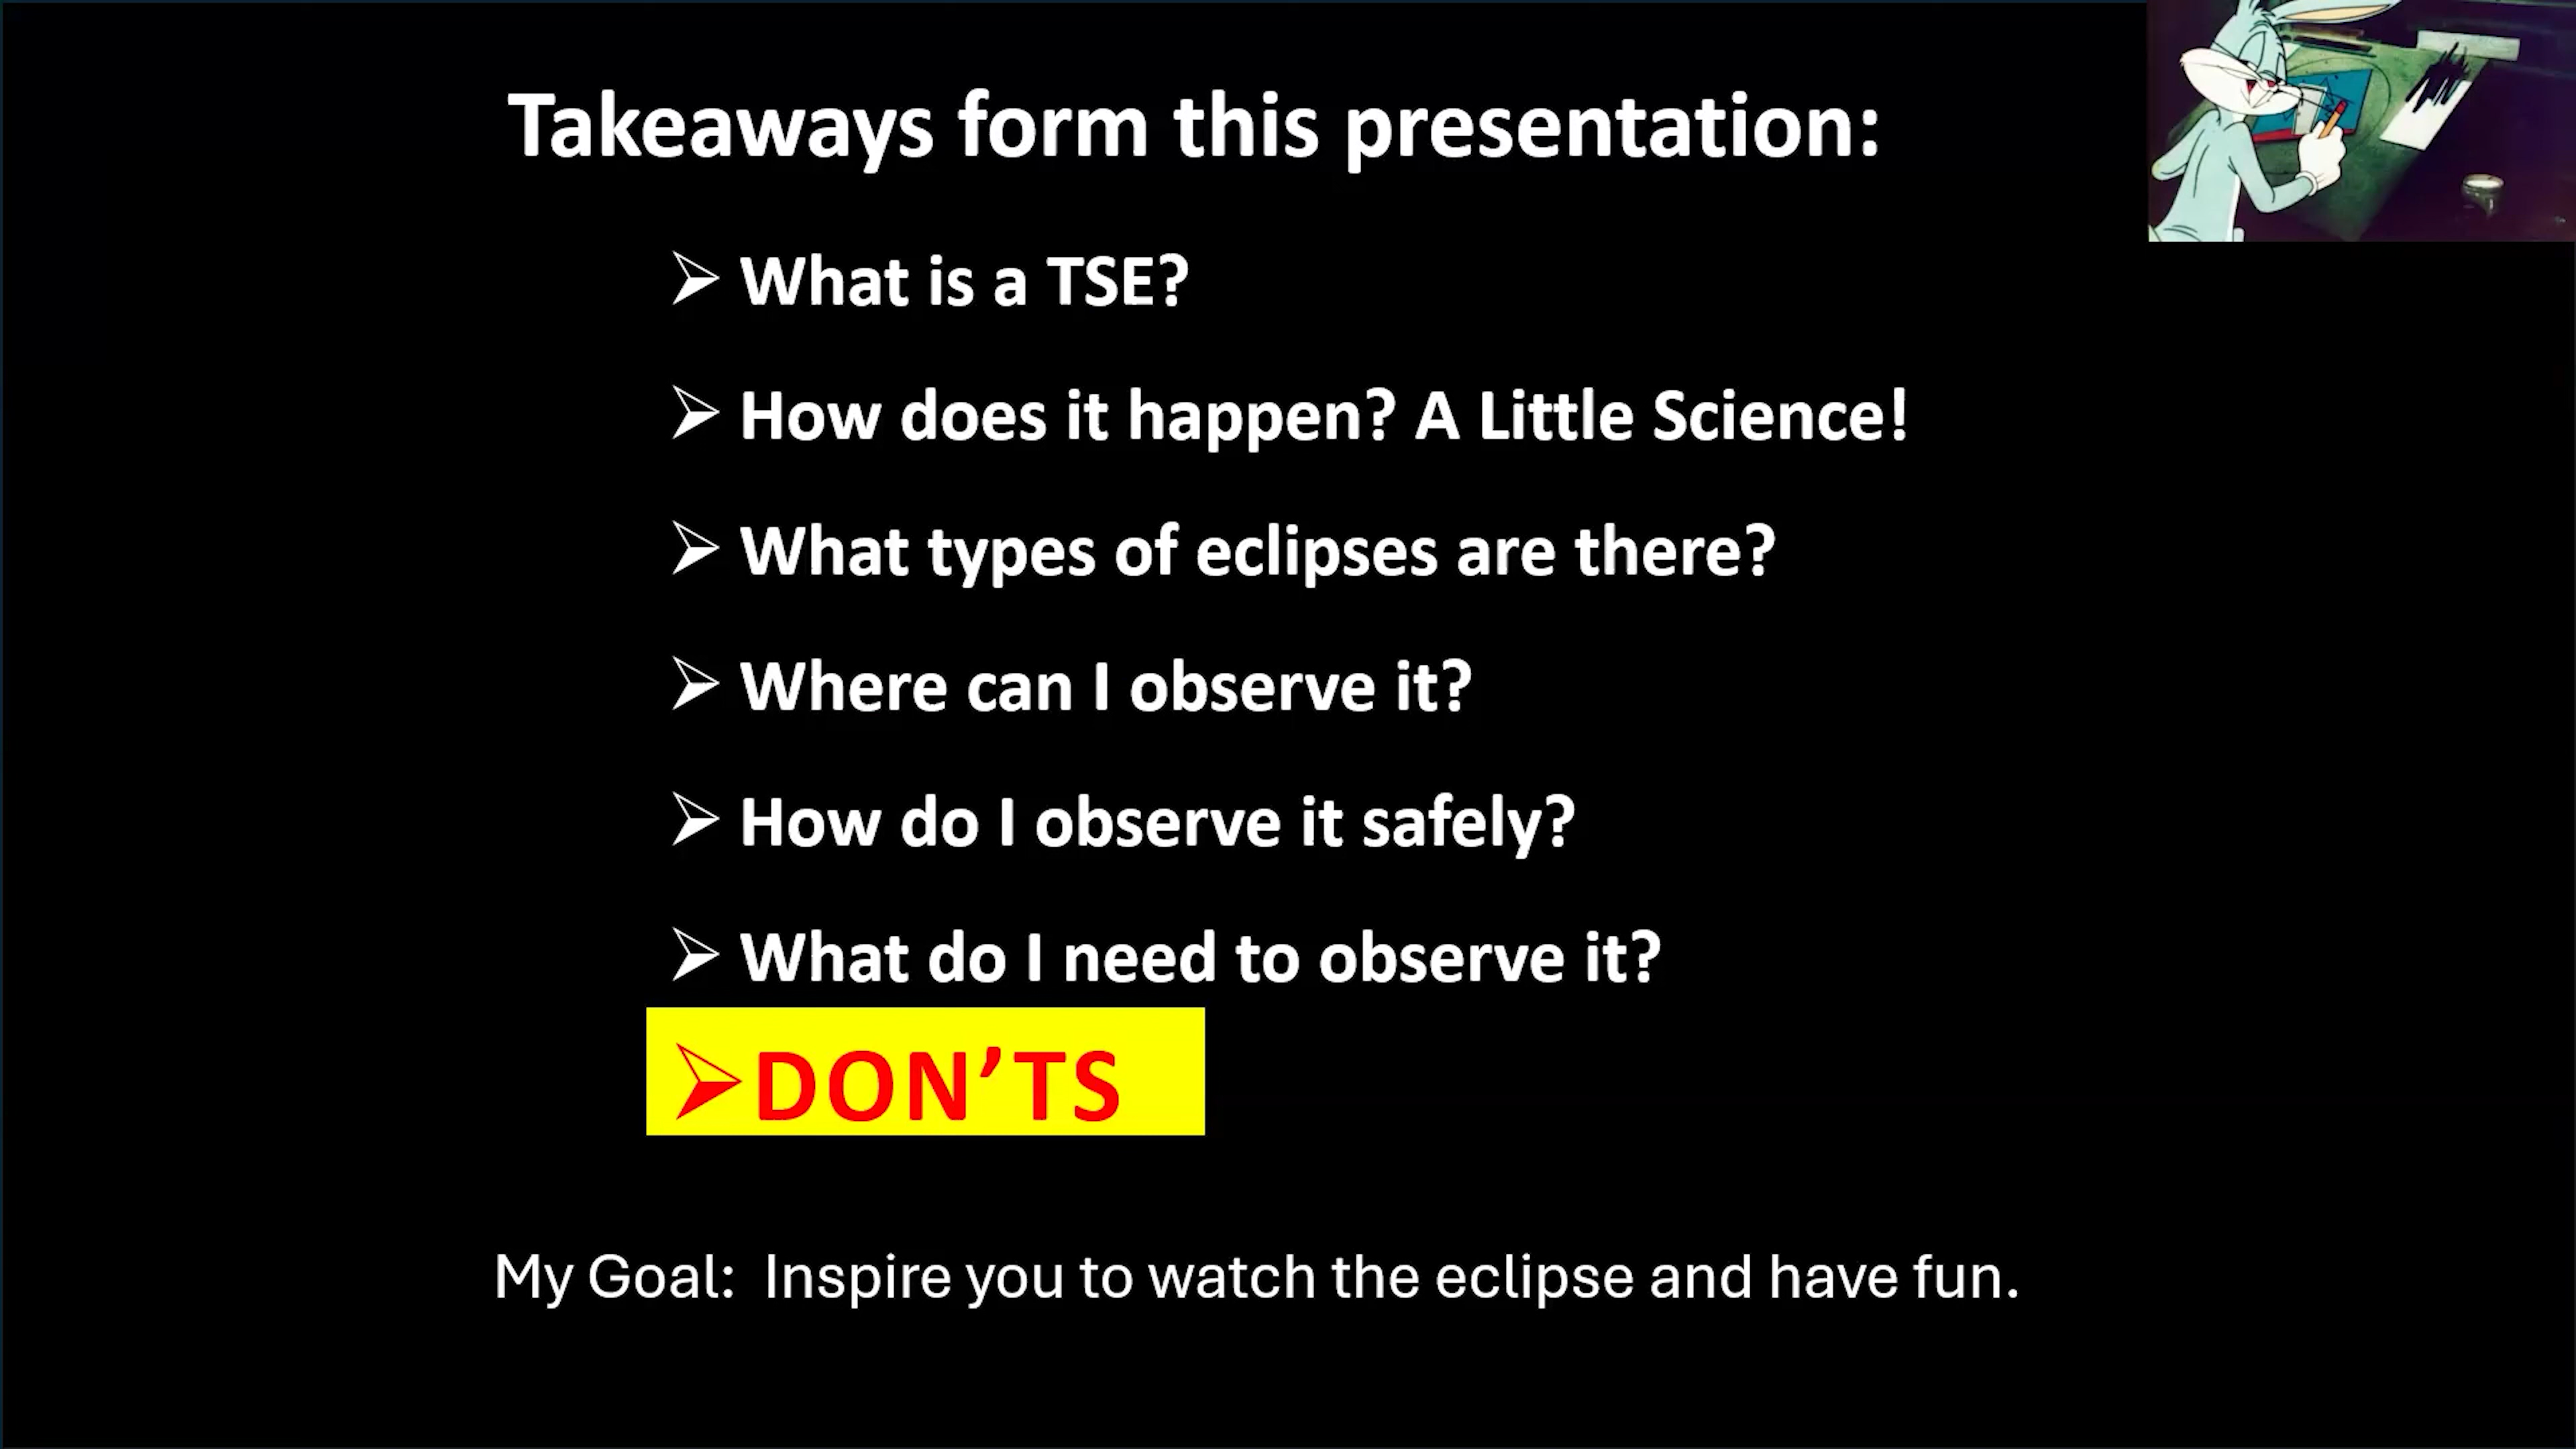 Takeaways form this presentation:
➢ What is a TSE?
➢ How does it happen? A Little Science!
➢ What types of eclipses are there?
➢ Where can I observe it?
➢ How do I observe it safely?
➢ What do I need to observe it?
➢ DON’TS
My Goal:  Inspire you to watch the eclipse and have fun.